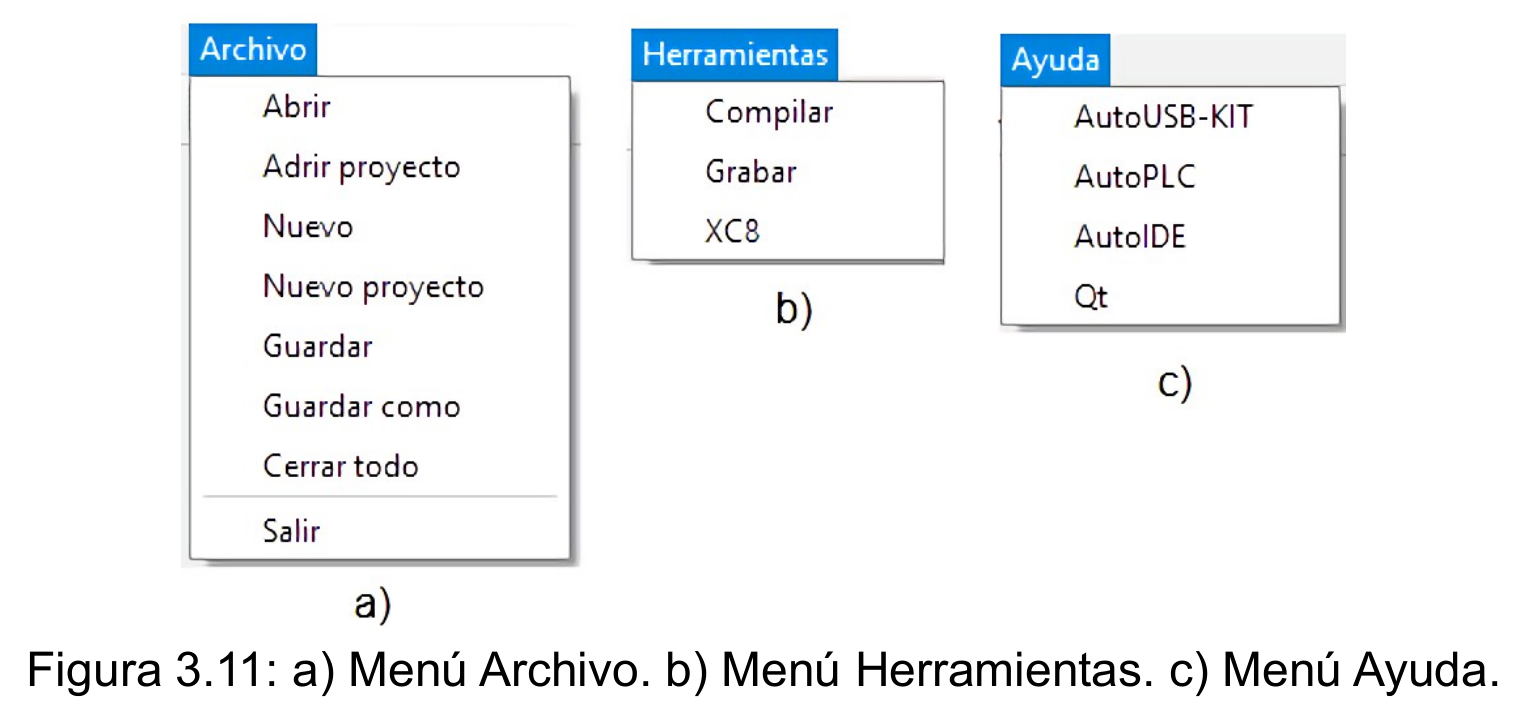 Archivo
Abrir
Adrir proyecto
Nuevo
Nuevo proyecto
Guardar
Guardar como
Cerrar todo
Salir
a)
Herramientas
Compilar
Grabar
XC8
b)
Ayuda
AutoUSB-KIT
AutoPLC
AutoIDE
Qt
c)
Figura 3.11: a) Menú Archivo. b) Menú Herramientas. c) Menú Ayuda.